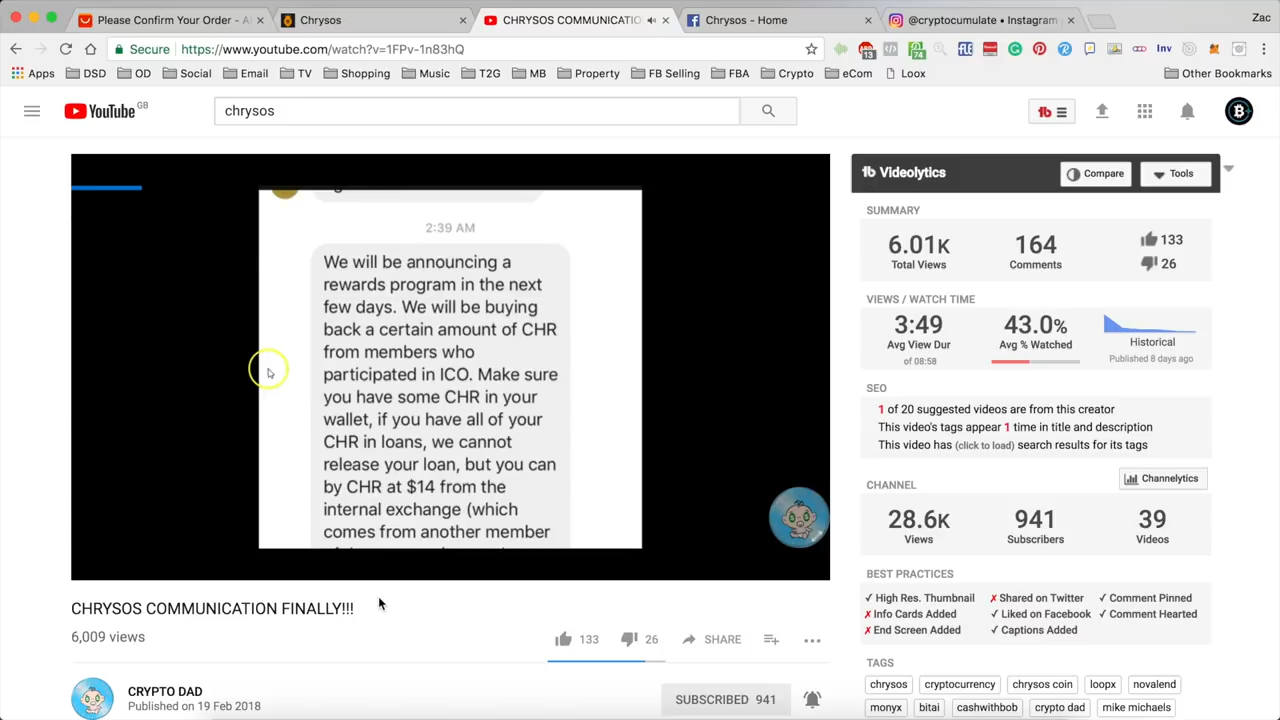 Please Confirm Your Order - Al
Chrysos
CHRYSOS COMMUNICATIO
Chrysos - Home
@cryptocumulate • Instagram
Zac
Secure
https://www.youtube.com/watch?v=1FPv-1n83hQ
13
74
Inv
Apps
DSD
OD
Social
Email
TV
Shopping
Music
T2G
MB
Property
FB Selling
FBA
Crypto
eCom
Loox
Other Bookmarks
YouTube GB
chrysos
tb
2:39 AM
We will be announcing a
rewards program in the next
few days. We will be buying
back a certain amount of CHR
from members who
participated in ICO. Make sure
you have some CHR in your
wallet, if you have all of your
CHR in loans, we cannot
release your loan, but you can
by CHR at $14 from the
internal exchange (which
comes from another member
CHRYSOS COMMUNICATION FINALLY!!!
6,009 views
133
26
SHARE
CRYPTO DAD
Published on 19 Feb 2018
SUBSCRIBED 941
tb Videolytics
Compare
Tools
SUMMARY
6.01K
Total Views
164
Comments
133
26
VIEWS / WATCH TIME
3:49
Avg View Dur
of 08:58
43.0%
Avg % Watched
Historical
Published 8 days ago
SEO
1 of 20 suggested videos are from this creator
This video's tags appear 1 time in title and description
This video has (click to load) search results for its tags
CHANNEL
Channelytics
28.6K
Views
941
Subscribers
39
Videos
BEST PRACTICES
✓ High Res. Thumbnail ✗ Shared on Twitter ✓ Comment Pinned
✗ Info Cards Added ✓ Liked on Facebook ✓ Comment Hearted
✗ End Screen Added ✓ Captions Added
TAGS
chrysos cryptocurrency chrysos coin loopx novalend
monyx bitai cashwithbob crypto dad mike michaels